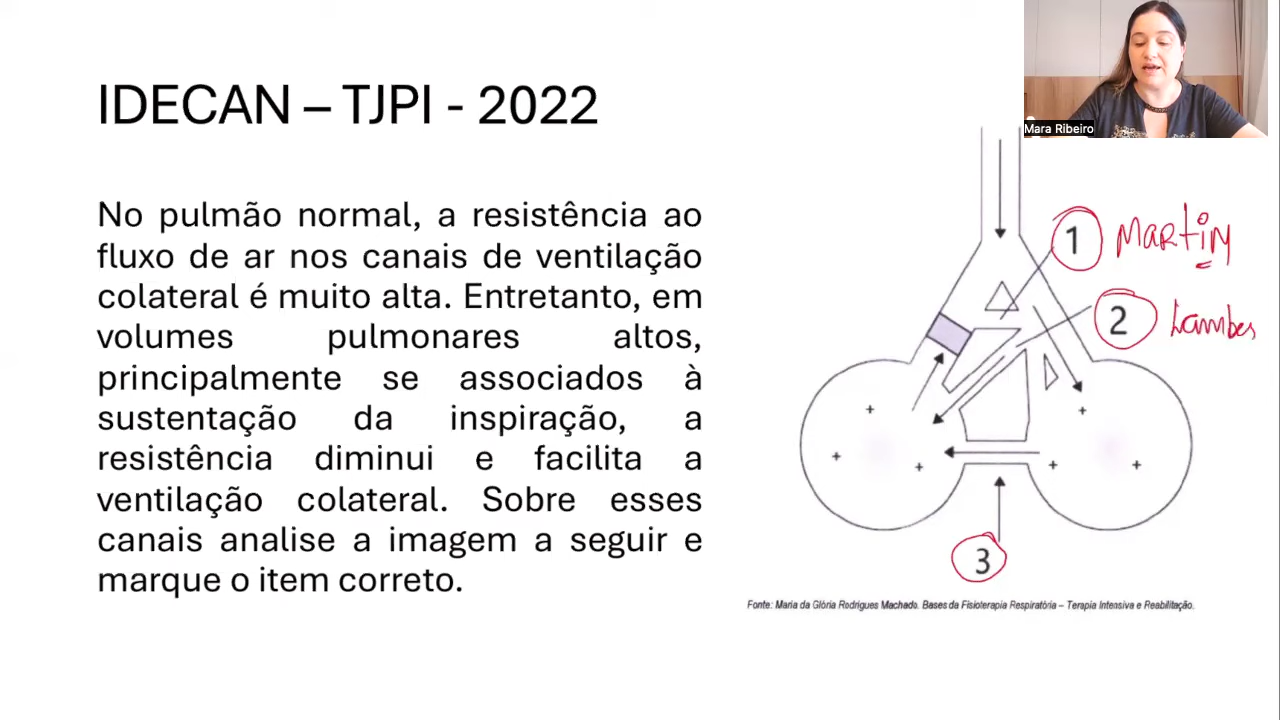 IDECAN – TJPI - 2022
Mara Ribeiro
No pulmão normal, a resistência ao
fluxo de ar nos canais de ventilação
colateral é muito alta. Entretanto, em
volumes pulmonares altos,
principalmente se associados à
sustentação da inspiração, a
resistência diminui e facilita a
ventilação colateral. Sobre esses
canais analise a imagem a seguir e
marque o item correto.
1 Martin
2 Lambes
3
Fonte: Maria da Glória Rodrigues Machado. Bases da Fisioterapia Respiratória – Terapia Intensiva e Reabilitação.